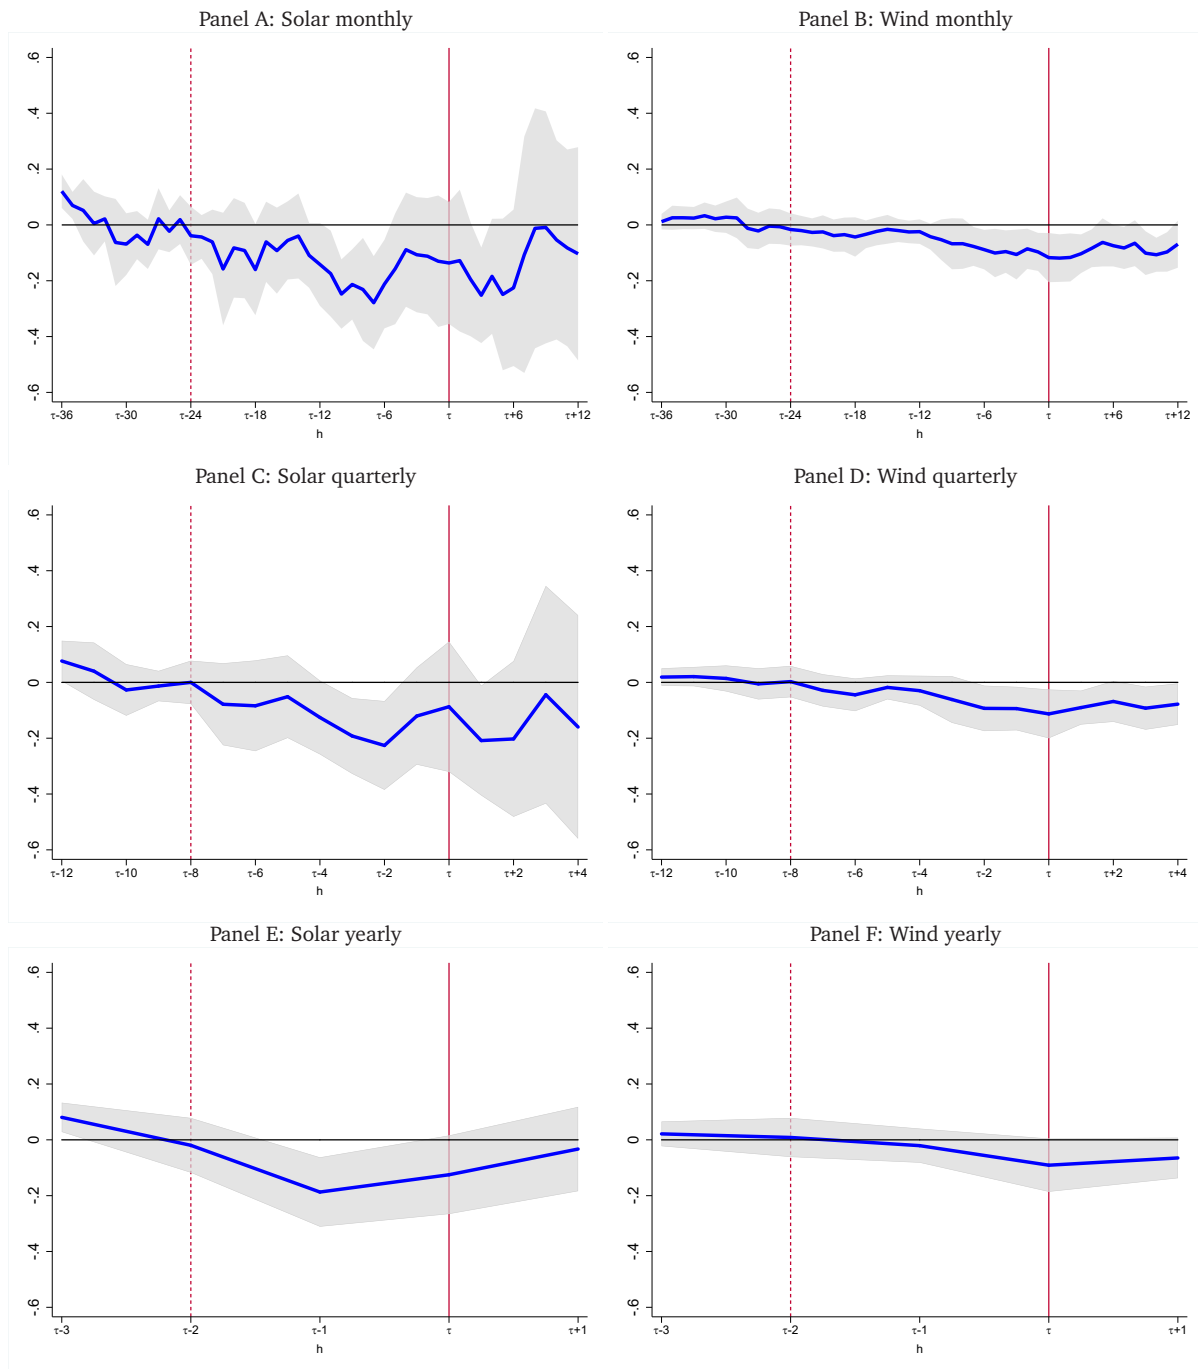 Panel A: Solar monthly
.6
.4
.2
0
-.2
-.4
-.6
τ-36 τ-30 τ-24 τ-18 τ-12 τ-6 τ τ+6 τ+12
h
Panel B: Wind monthly
.6
.4
.2
0
-.2
-.4
-.6
τ-36 τ-30 τ-24 τ-18 τ-12 τ-6 τ τ+6 τ+12
h
Panel C: Solar quarterly
.6
.4
.2
0
-.2
-.4
-.6
τ-12 τ-10 τ-8 τ-6 τ-4 τ-2 τ τ+2 τ+4
h
Panel D: Wind quarterly
.6
.4
.2
0
-.2
-.4
-.6
τ-12 τ-10 τ-8 τ-6 τ-4 τ-2 τ τ+2 τ+4
h
Panel E: Solar yearly
.6
.4
.2
0
-.2
-.4
-.6
τ-3 τ-2 τ-1 τ τ+1
h
Panel F: Wind yearly
.6
.4
.2
0
-.2
-.4
-.6
τ-3 τ-2 τ-1 τ τ+1
h